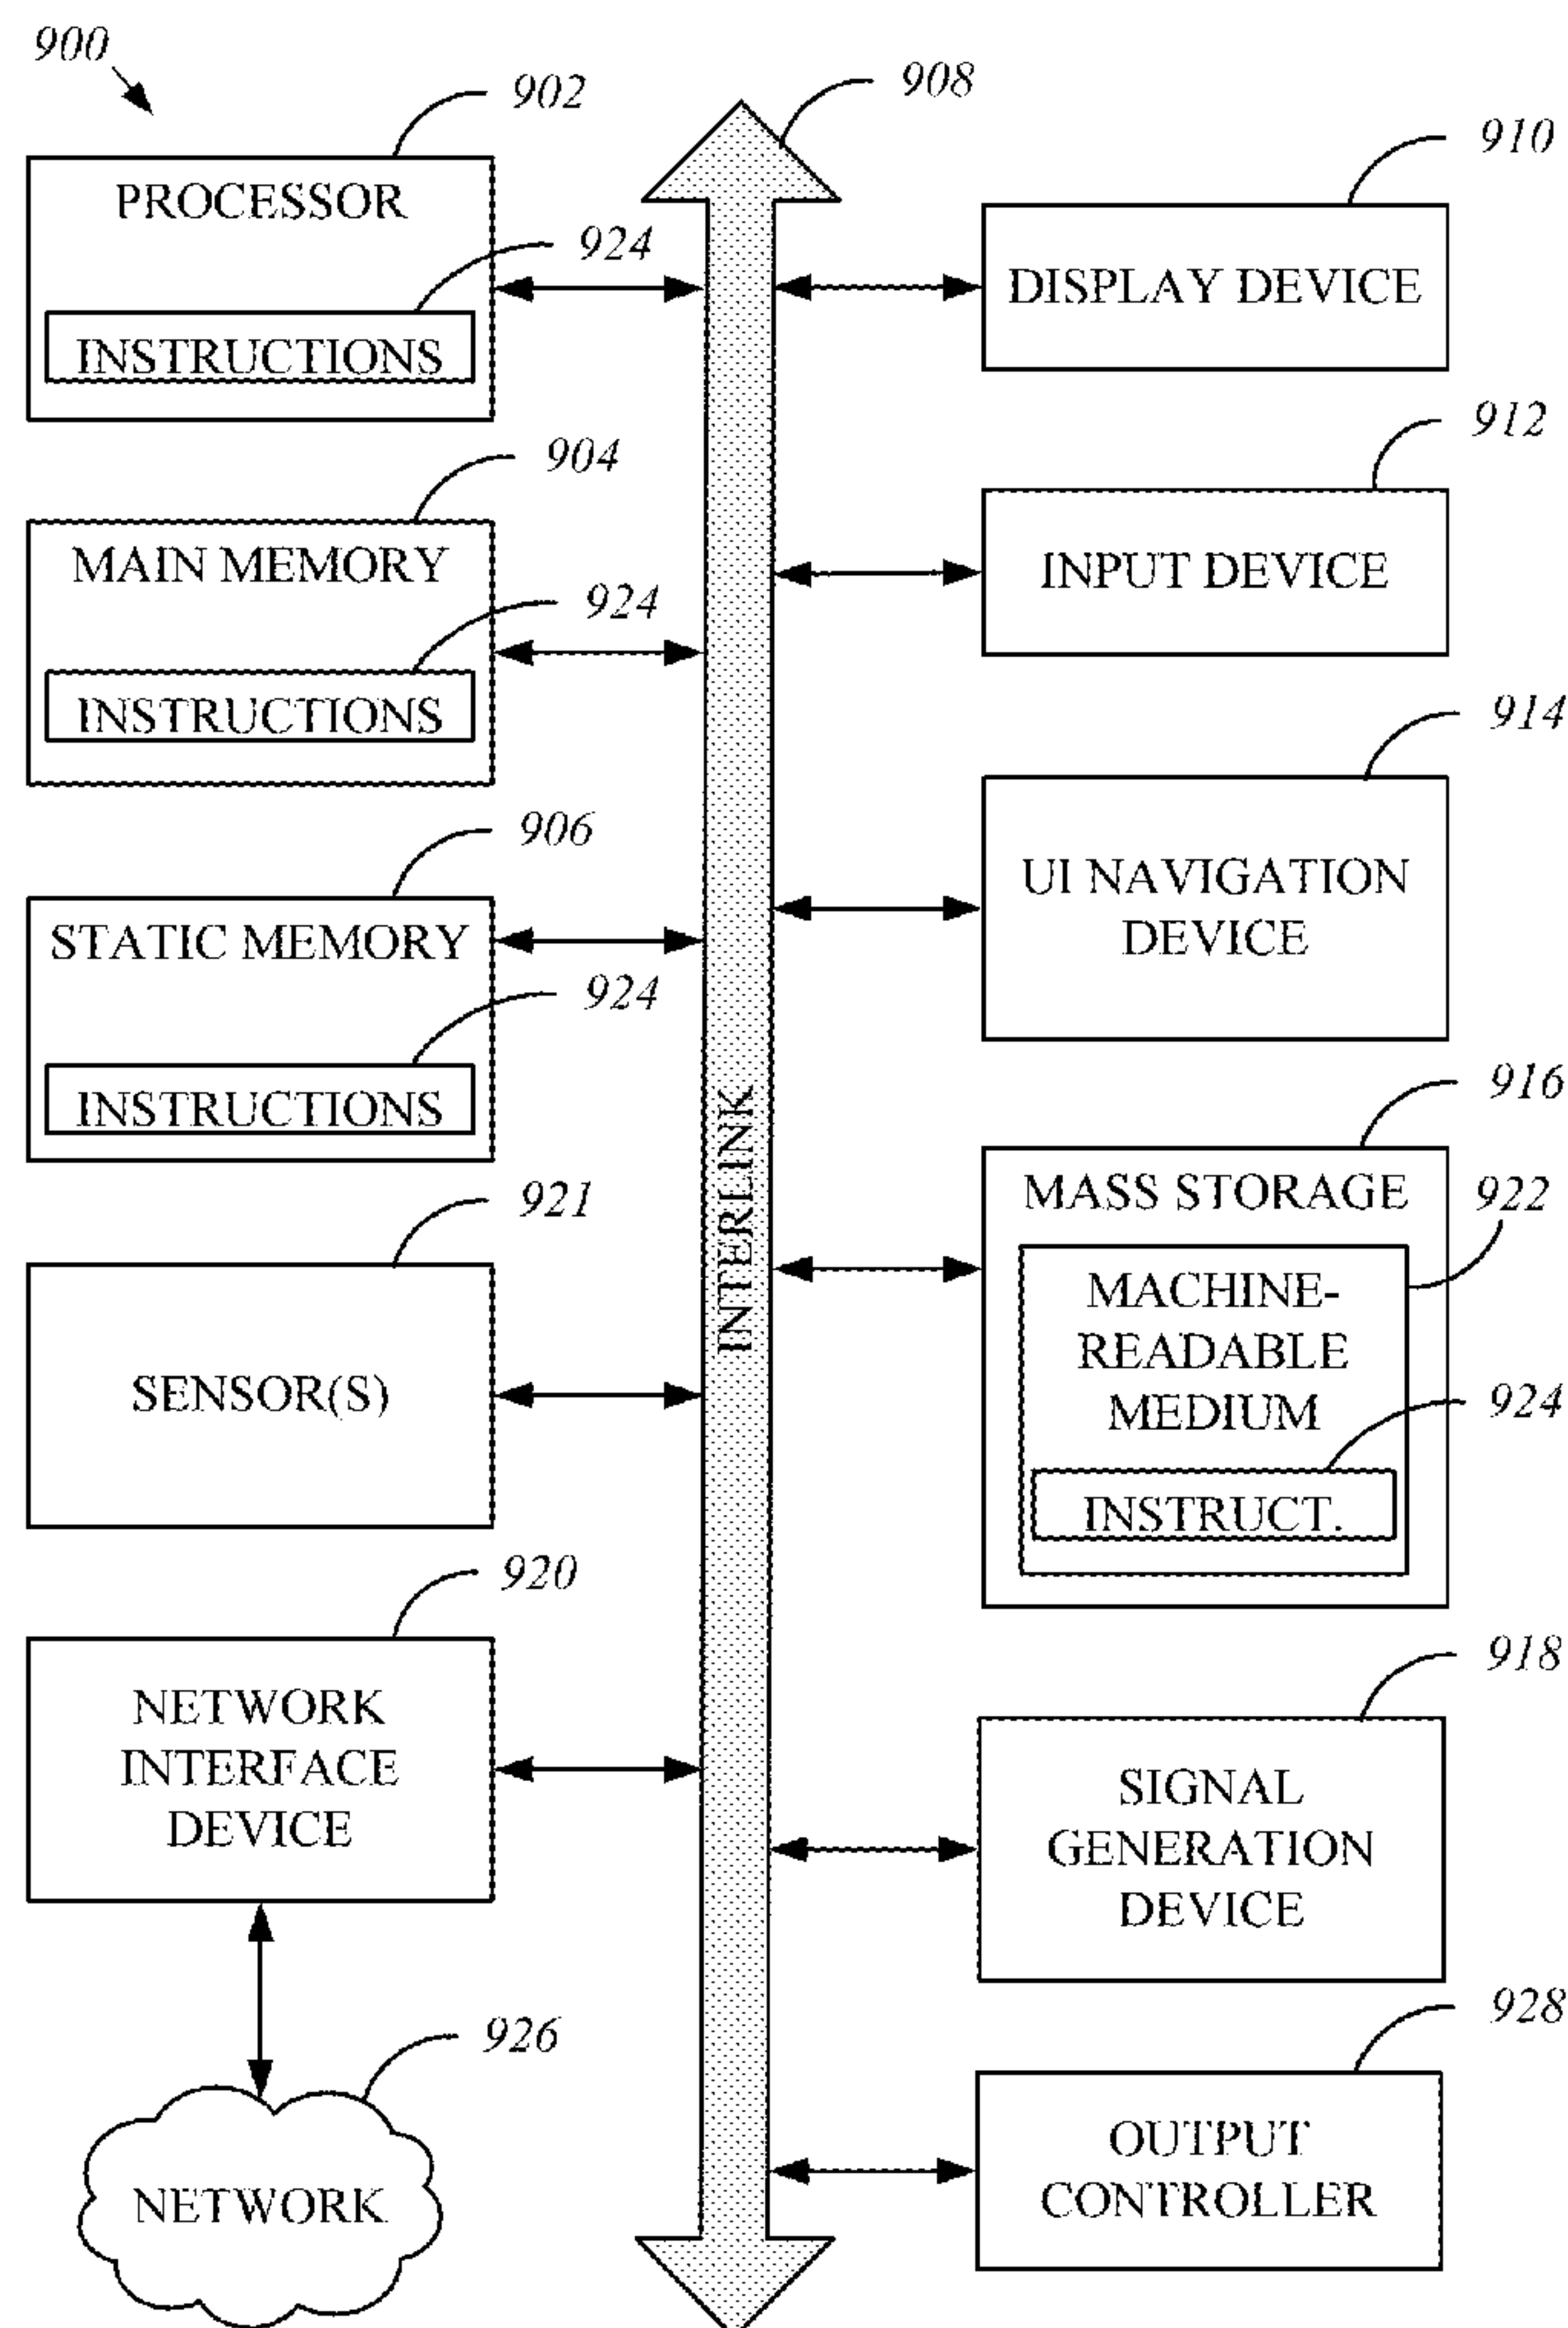 900
902
PROCESSOR
924
INSTRUCTIONS
904
MAIN MEMORY
924
INSTRUCTIONS
906
STATIC MEMORY
924
INSTRUCTIONS
921
SENSOR(S)
920
NETWORK
INTERFACE
DEVICE
926
NETWORK
908
INTERLINK
910
DISPLAY DEVICE
912
INPUT DEVICE
914
UI NAVIGATION
DEVICE
916
MASS STORAGE
922
MACHINE-
READABLE
MEDIUM
924
INSTRUCT.
918
SIGNAL
GENERATION
DEVICE
928
OUTPUT
CONTROLLER